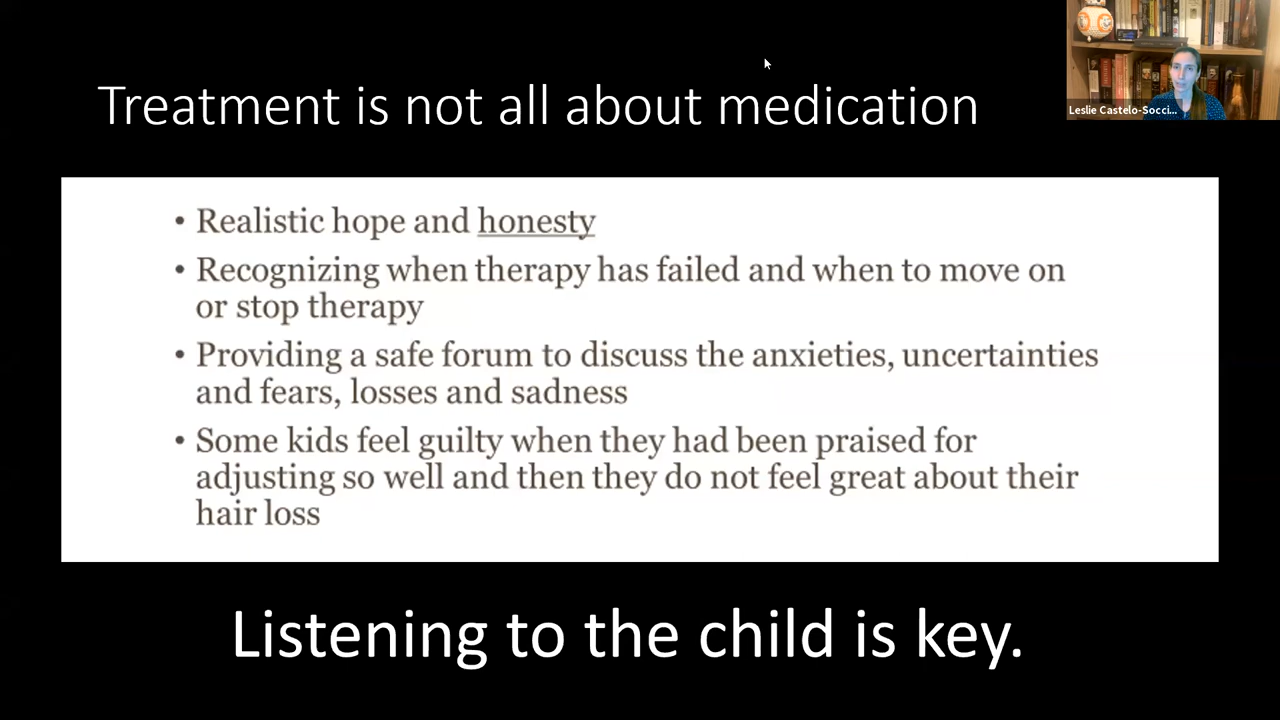 Treatment is not all about medication
Leslie Castelo-Socci...
• Realistic hope and honesty
• Recognizing when therapy has failed and when to move on
or stop therapy
• Providing a safe forum to discuss the anxieties, uncertainties
and fears, losses and sadness
• Some kids feel guilty when they had been praised for
adjusting so well and then they do not feel great about their
hair loss
Listening to the child is key.